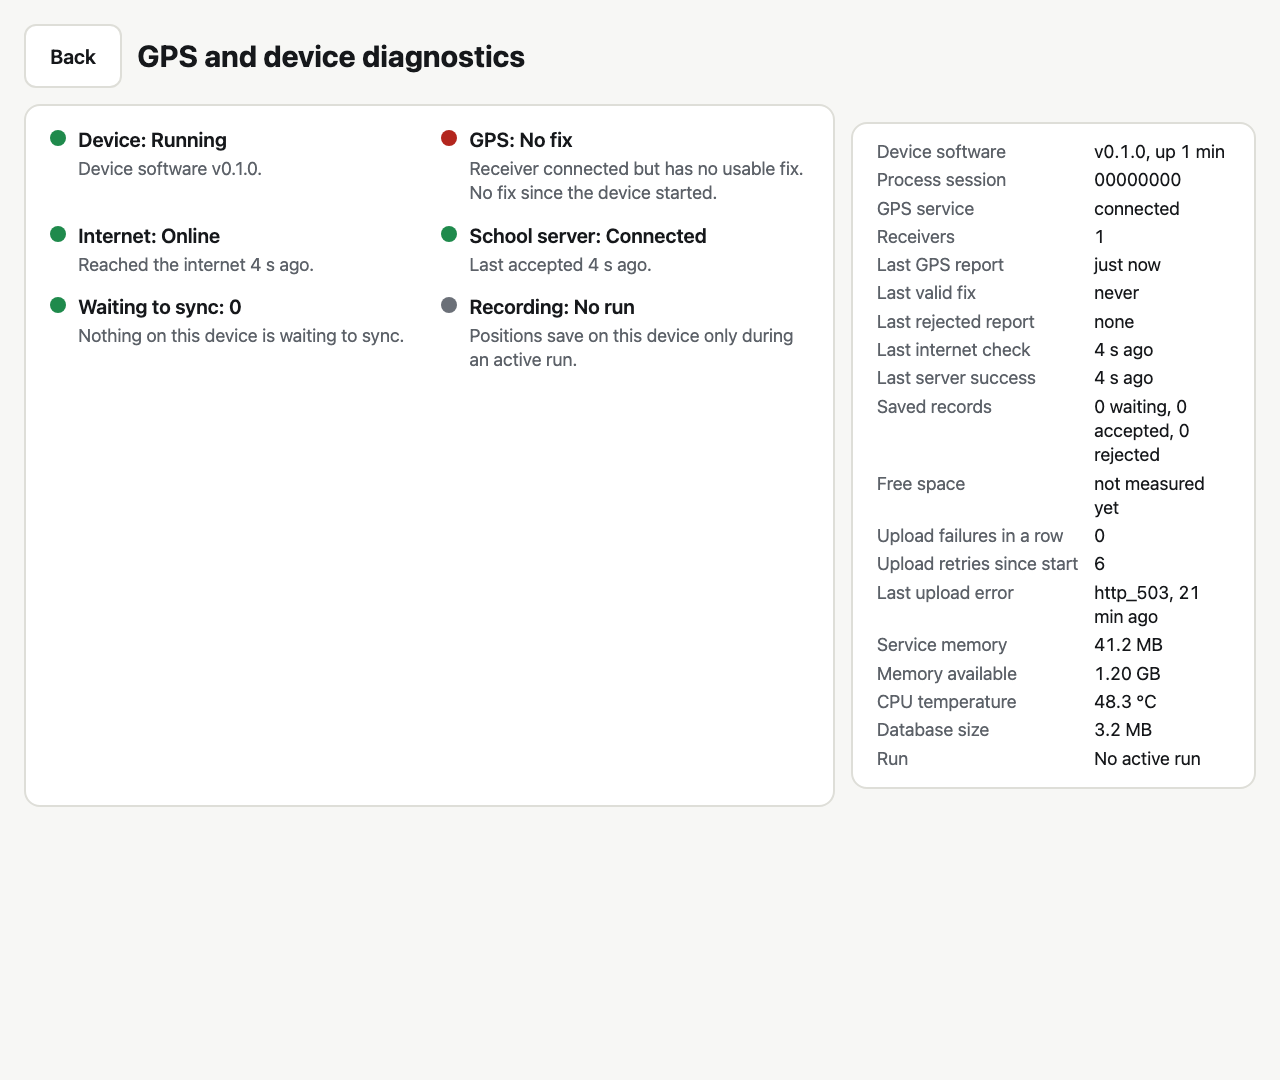 Back
GPS and device diagnostics
Device: Running
Device software v0.1.0.
GPS: No fix
Receiver connected but has no usable fix.
No fix since the device started.
Internet: Online
Reached the internet 4 s ago.
School server: Connected
Last accepted 4 s ago.
Waiting to sync: 0
Nothing on this device is waiting to sync.
Recording: No run
Positions save on this device only during
an active run.
Device software v0.1.0, up 1 min
Process session 00000000
GPS service connected
Receivers 1
Last GPS report just now
Last valid fix never
Last rejected report none
Last internet check 4 s ago
Last server success 4 s ago
Saved records 0 waiting, 0
accepted, 0
rejected
Free space not measured
yet
Upload failures in a row 0
Upload retries since start 6
Last upload error http_503, 21
min ago
Service memory 41.2 MB
Memory available 1.20 GB
CPU temperature 48.3 °C
Database size 3.2 MB
Run No active run